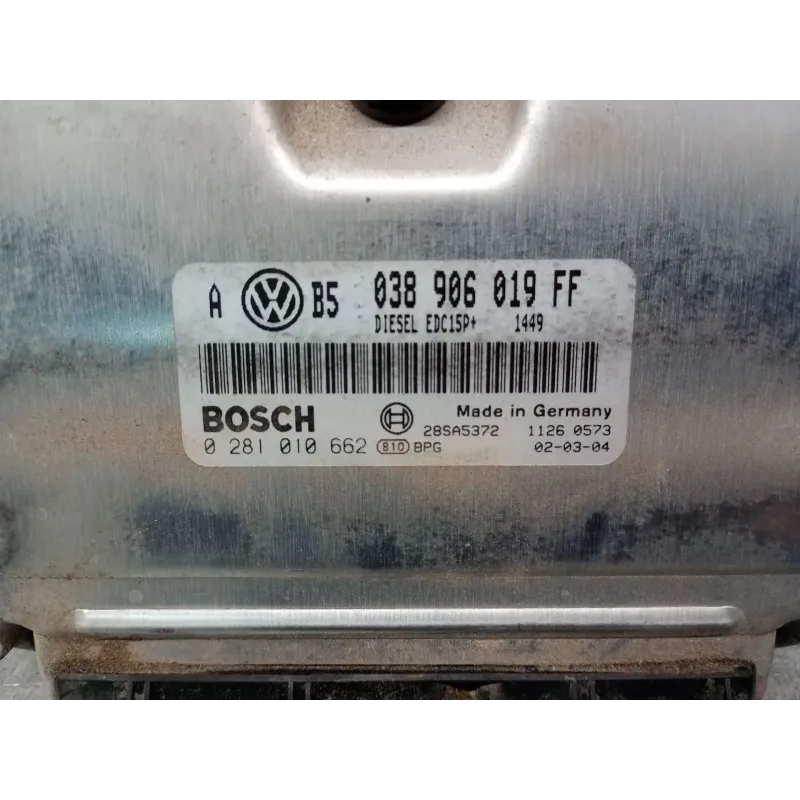 A VW B5 038 906 019 FF
DIESEL EDC15P+ 1449
BOSCH Made in Germany
28SA5372 1126 0573
0 281 010 662 810 BPG 02-03-04